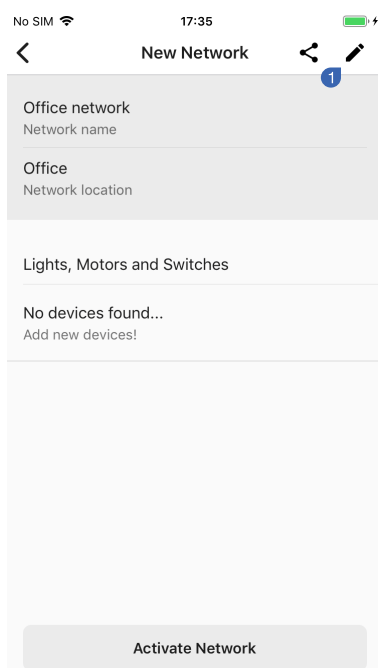 No SIM 17:35
New Network
1
Office network
Network name
Office
Network location
Lights, Motors and Switches
No devices found...
Add new devices!
Activate Network